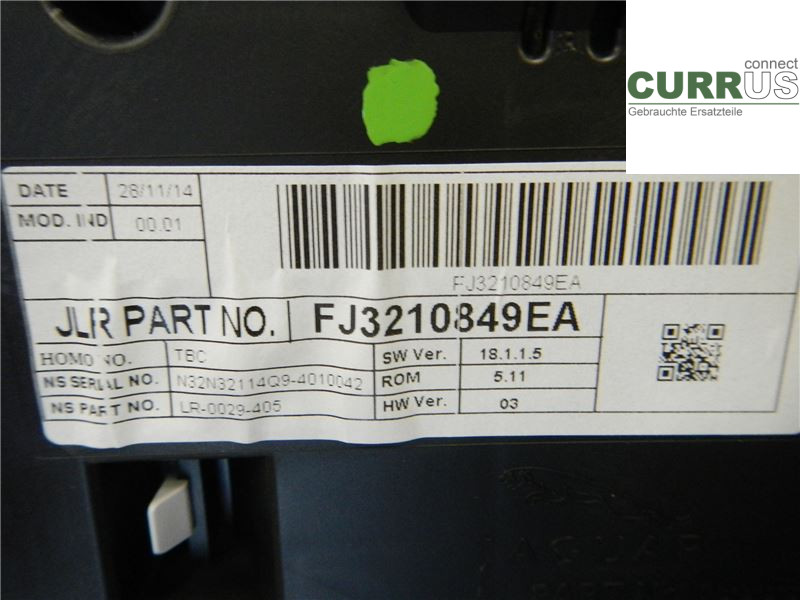 connect
CURRUS
Gebrauchte Ersatzteile
DATE 28/11/14
MOD. IND 00.01
FJ3210849EA
JLR PART NO. FJ3210849EA
HOMO NO. TBC SW Ver. 18.1.1.5
NS SERIAL NO. N32N32114Q9-4010042 ROM 5.11
NS PART NO. LR-0029-405 HW Ver. 03
JAGUAR